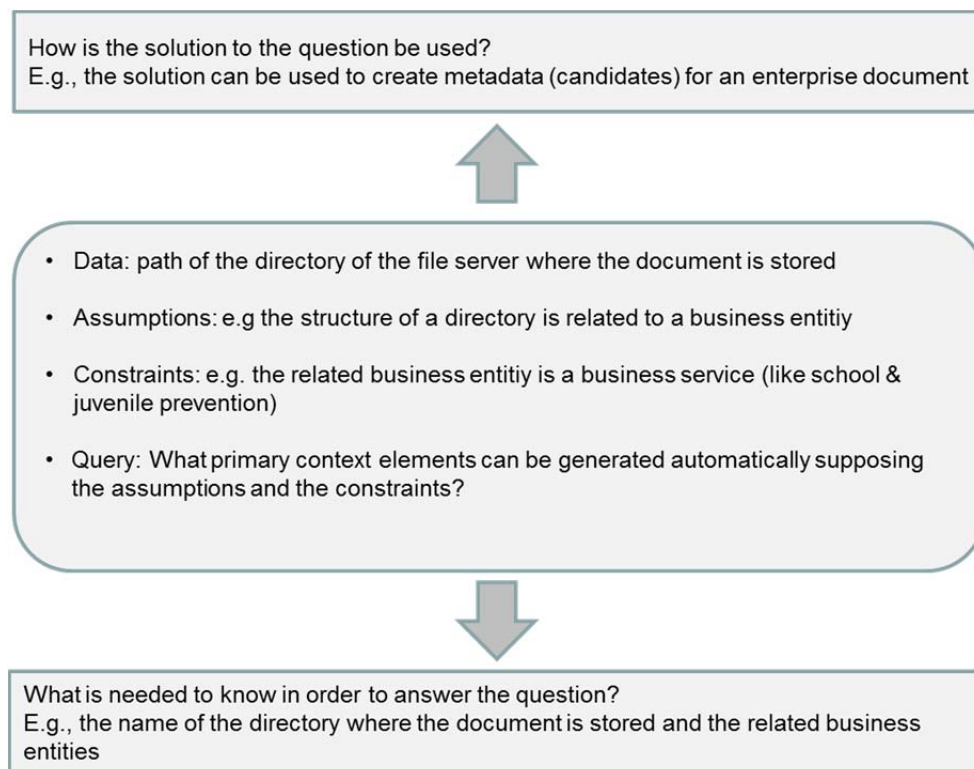 How is the solution to the question be used?
E.g., the solution can be used to create metadata (candidates) for an enterprise document
• Data: path of the directory of the file server where the document is stored
• Assumptions: e.g the structure of a directory is related to a business entitiy
• Constraints: e.g. the related business entitiy is a business service (like school &
juvenile prevention)
• Query: What primary context elements can be generated automatically supposing
the assumptions and the constraints?
What is needed to know in order to answer the question?
E.g., the name of the directory where the document is stored and the related business
entities